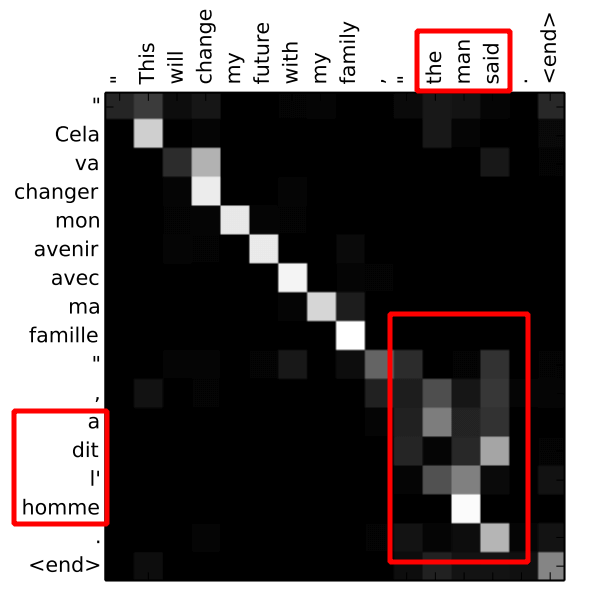 " This will change my future with my family , " the man said . <end>
"
Cela
va
changer
mon
avenir
avec
ma
famille
"
,
a
dit
l'
homme
.
<end>